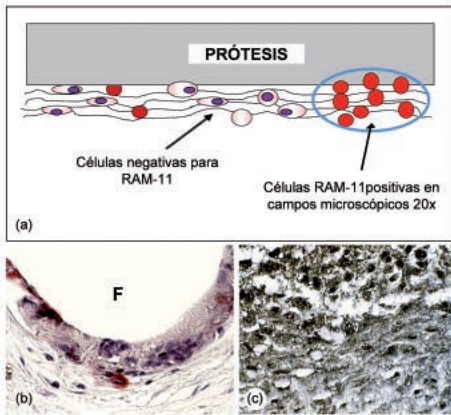 PRÓTESIS
Células negativas para
RAM-11
Células RAM-11positivas en
campos microscópicos 20x
(a)
F
(b)
(c)